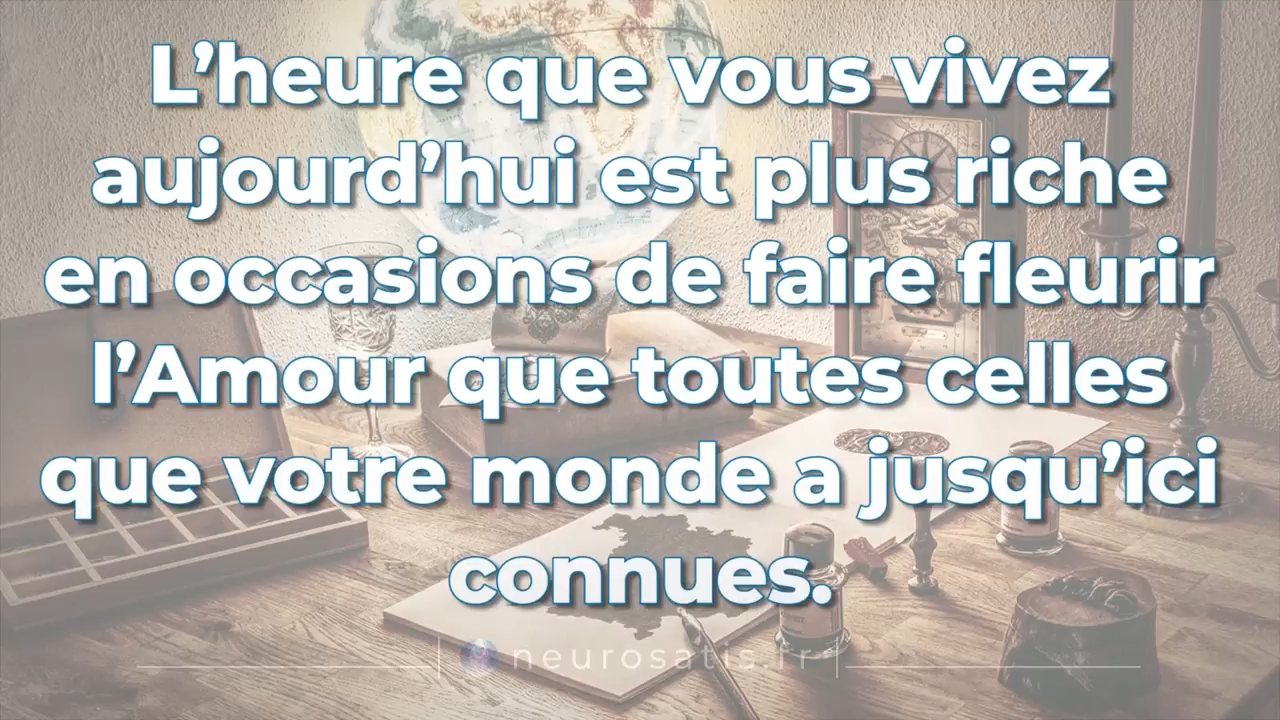 L’heure que vous vivez
aujourd’hui est plus riche
en occasions de faire fleurir
l’Amour que toutes celles
que votre monde a jusqu’ici
connues.
neurosatis.fr